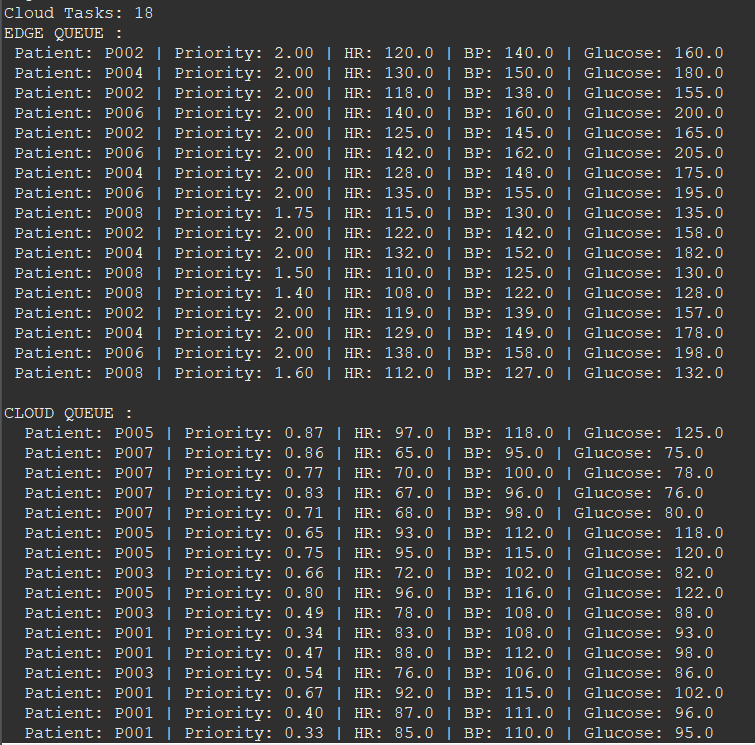 Cloud Tasks: 18
EDGE QUEUE :
Patient: P002 | Priority: 2.00 | HR: 120.0 | BP: 140.0 | Glucose: 160.0
Patient: P004 | Priority: 2.00 | HR: 130.0 | BP: 150.0 | Glucose: 180.0
Patient: P002 | Priority: 2.00 | HR: 118.0 | BP: 138.0 | Glucose: 155.0
Patient: P006 | Priority: 2.00 | HR: 140.0 | BP: 160.0 | Glucose: 200.0
Patient: P002 | Priority: 2.00 | HR: 125.0 | BP: 145.0 | Glucose: 165.0
Patient: P006 | Priority: 2.00 | HR: 142.0 | BP: 162.0 | Glucose: 205.0
Patient: P004 | Priority: 2.00 | HR: 128.0 | BP: 148.0 | Glucose: 175.0
Patient: P006 | Priority: 2.00 | HR: 135.0 | BP: 155.0 | Glucose: 195.0
Patient: P008 | Priority: 1.75 | HR: 115.0 | BP: 130.0 | Glucose: 135.0
Patient: P002 | Priority: 2.00 | HR: 122.0 | BP: 142.0 | Glucose: 158.0
Patient: P004 | Priority: 2.00 | HR: 132.0 | BP: 152.0 | Glucose: 182.0
Patient: P008 | Priority: 1.50 | HR: 110.0 | BP: 125.0 | Glucose: 130.0
Patient: P008 | Priority: 1.40 | HR: 108.0 | BP: 122.0 | Glucose: 128.0
Patient: P002 | Priority: 2.00 | HR: 119.0 | BP: 139.0 | Glucose: 157.0
Patient: P004 | Priority: 2.00 | HR: 129.0 | BP: 149.0 | Glucose: 178.0
Patient: P006 | Priority: 2.00 | HR: 138.0 | BP: 158.0 | Glucose: 198.0
Patient: P008 | Priority: 1.60 | HR: 112.0 | BP: 127.0 | Glucose: 132.0
CLOUD QUEUE :
Patient: P005 | Priority: 0.87 | HR: 97.0 | BP: 118.0 | Glucose: 125.0
Patient: P007 | Priority: 0.86 | HR: 65.0 | BP: 95.0 | Glucose: 75.0
Patient: P007 | Priority: 0.77 | HR: 70.0 | BP: 100.0 | Glucose: 78.0
Patient: P007 | Priority: 0.83 | HR: 67.0 | BP: 96.0 | Glucose: 76.0
Patient: P007 | Priority: 0.71 | HR: 68.0 | BP: 98.0 | Glucose: 80.0
Patient: P005 | Priority: 0.65 | HR: 93.0 | BP: 112.0 | Glucose: 118.0
Patient: P005 | Priority: 0.75 | HR: 95.0 | BP: 115.0 | Glucose: 120.0
Patient: P003 | Priority: 0.66 | HR: 72.0 | BP: 102.0 | Glucose: 82.0
Patient: P005 | Priority: 0.80 | HR: 96.0 | BP: 116.0 | Glucose: 122.0
Patient: P003 | Priority: 0.49 | HR: 78.0 | BP: 108.0 | Glucose: 88.0
Patient: P001 | Priority: 0.34 | HR: 83.0 | BP: 108.0 | Glucose: 93.0
Patient: P001 | Priority: 0.47 | HR: 88.0 | BP: 112.0 | Glucose: 98.0
Patient: P003 | Priority: 0.54 | HR: 76.0 | BP: 106.0 | Glucose: 86.0
Patient: P001 | Priority: 0.67 | HR: 92.0 | BP: 115.0 | Glucose: 102.0
Patient: P001 | Priority: 0.40 | HR: 87.0 | BP: 111.0 | Glucose: 96.0
Patient: P001 | Priority: 0.33 | HR: 85.0 | BP: 110.0 | Glucose: 95.0